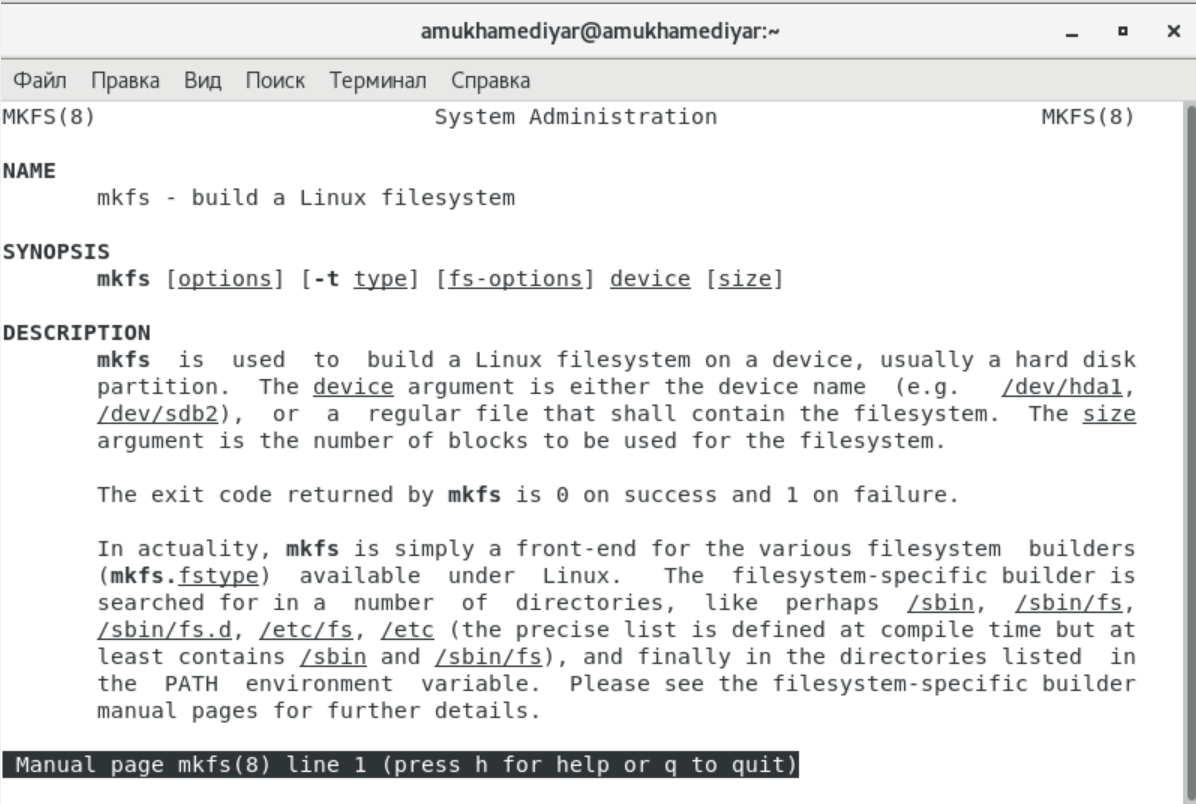 amukhamediyar@amukhamediyar:~
Файл Правка Вид Поиск Терминал Справка
MKFS(8) System Administration MKFS(8)
NAME
mkfs - build a Linux filesystem
SYNOPSIS
mkfs [options] [-t type] [fs-options] device [size]
DESCRIPTION
mkfs is used to build a Linux filesystem on a device, usually a hard disk
partition. The device argument is either the device name (e.g. /dev/hda1,
/dev/sdb2), or a regular file that shall contain the filesystem. The size
argument is the number of blocks to be used for the filesystem.
The exit code returned by mkfs is 0 on success and 1 on failure.
In actuality, mkfs is simply a front-end for the various filesystem builders
(mkfs.fstype) available under Linux. The filesystem-specific builder is
searched for in a number of directories, like perhaps /sbin, /sbin/fs,
/sbin/fs.d, /etc/fs, /etc (the precise list is defined at compile time but at
least contains /sbin and /sbin/fs), and finally in the directories listed in
the PATH environment variable. Please see the filesystem-specific builder
manual pages for further details.
Manual page mkfs(8) line 1 (press h for help or q to quit)